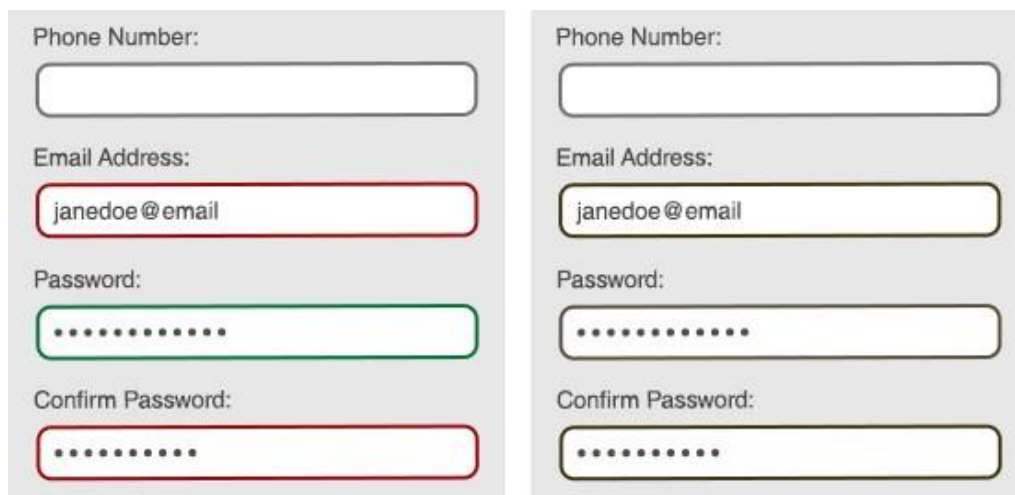 Phone Number:
Email Address:
janedoe@email
Password:
••••••••••••
Confirm Password:
••••••••••
Phone Number:
Email Address:
janedoe@email
Password:
••••••••••••
Confirm Password:
••••••••••